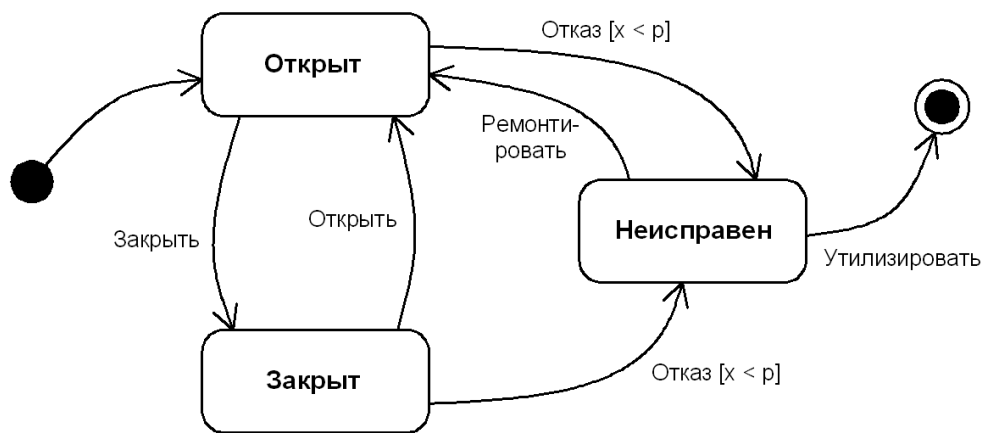 Отказ [x < p]
Открыт
Ремонти-
ровать
Закрыть
Открыть
Неисправен
Утилизировать
Закрыт
Отказ [x < p]